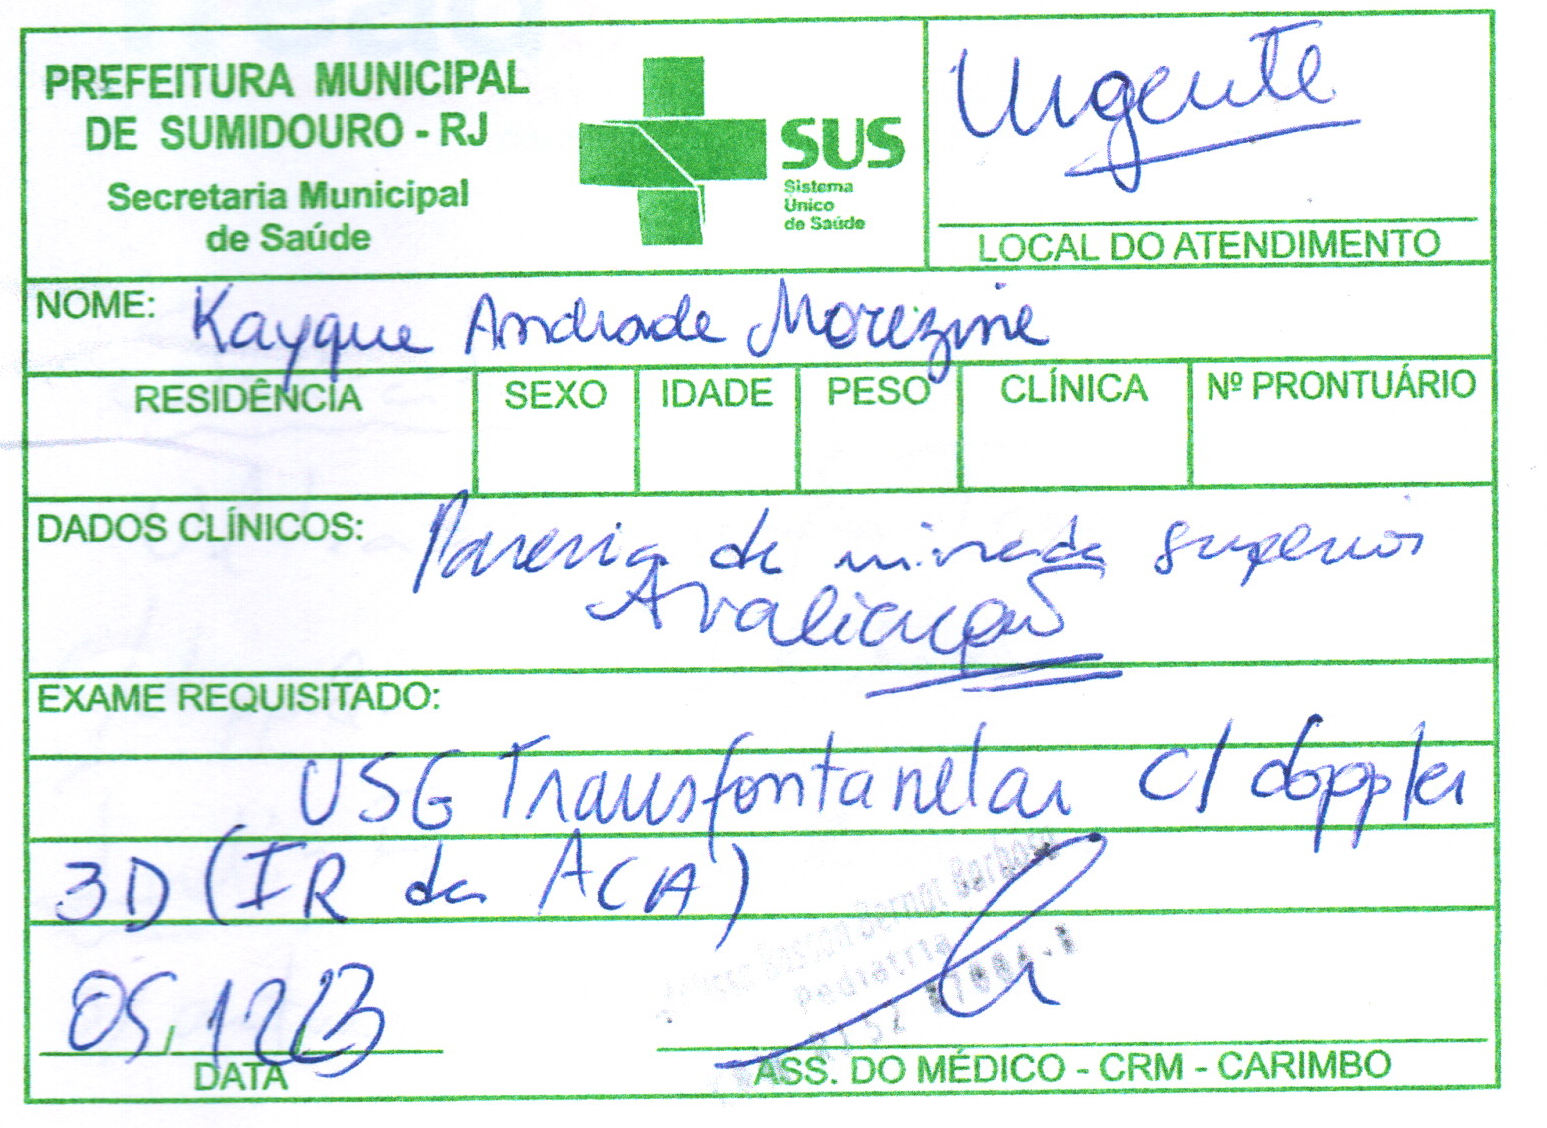 PREFEITURA MUNICIPAL
DE SUMIDOURO - RJ
Secretaria Municipal
de Saúde
SUS
Sistema
Único
de Saúde
Urgente
LOCAL DO ATENDIMENTO
NOME: Kayque Andrade Morezine
RESIDÊNCIA SEXO IDADE PESO CLÍNICA Nº PRONTUÁRIO
DADOS CLÍNICOS: Paresia de mirada superior
Avaliação
EXAME REQUISITADO:
USG Transfontanelar c/ doppler
3D (IR da ACA)
Pediatria
05/12/23
DATA
ASS. DO MÉDICO - CRM - CARIMBO